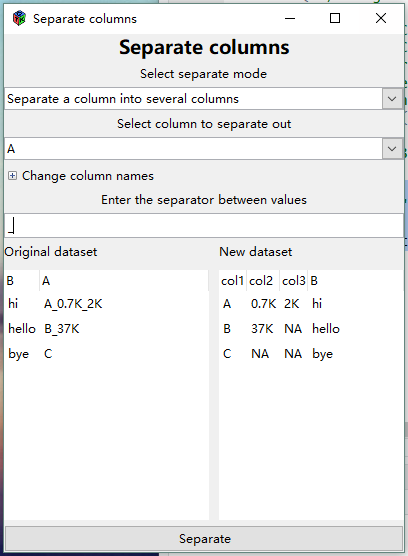 Separate columns
Separate columns
Select separate mode
Separate a column into several columns
Select column to separate out
A
Change column names
Enter the separator between values
_
Original dataset
B A
hi A_0.7K_2K
hello B_37K
bye C
New dataset
col1 col2 col3 B
A 0.7K 2K hi
B 37K NA hello
C NA NA bye
Separate